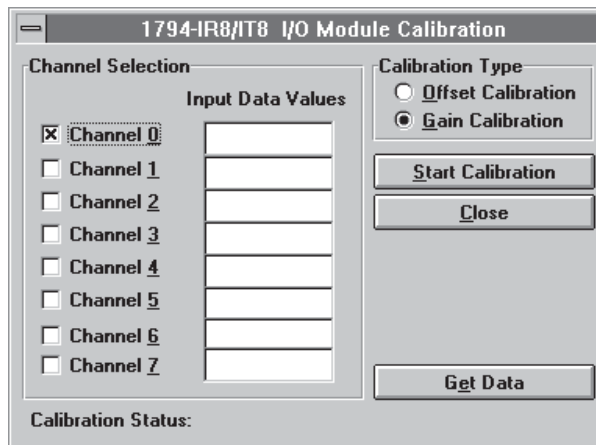 1794-IR8/IT8 I/O Module Calibration
Channel Selection
Input Data Values
Channel 0
Channel 1
Channel 2
Channel 3
Channel 4
Channel 5
Channel 6
Channel 7
Calibration Type
Offset Calibration
Gain Calibration
Start Calibration
Close
Get Data
Calibration Status: